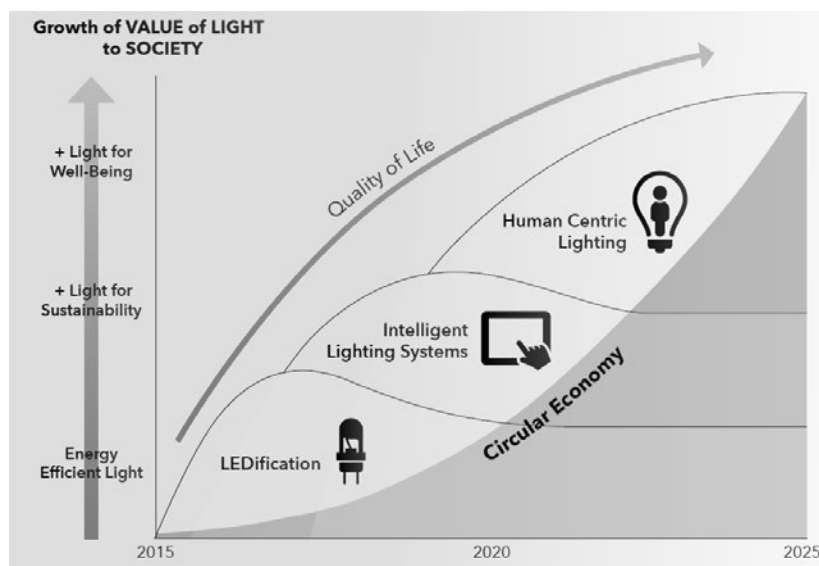 Growth of VALUE of LIGHT
to SOCIETY
+ Light for
Well-Being
Quality of Life
Human Centric
Lighting
+ Light for
Sustainability
Intelligent
Lighting Systems
Circular Economy
Energy
Efficient Light
LEDification
2015
2020
2025